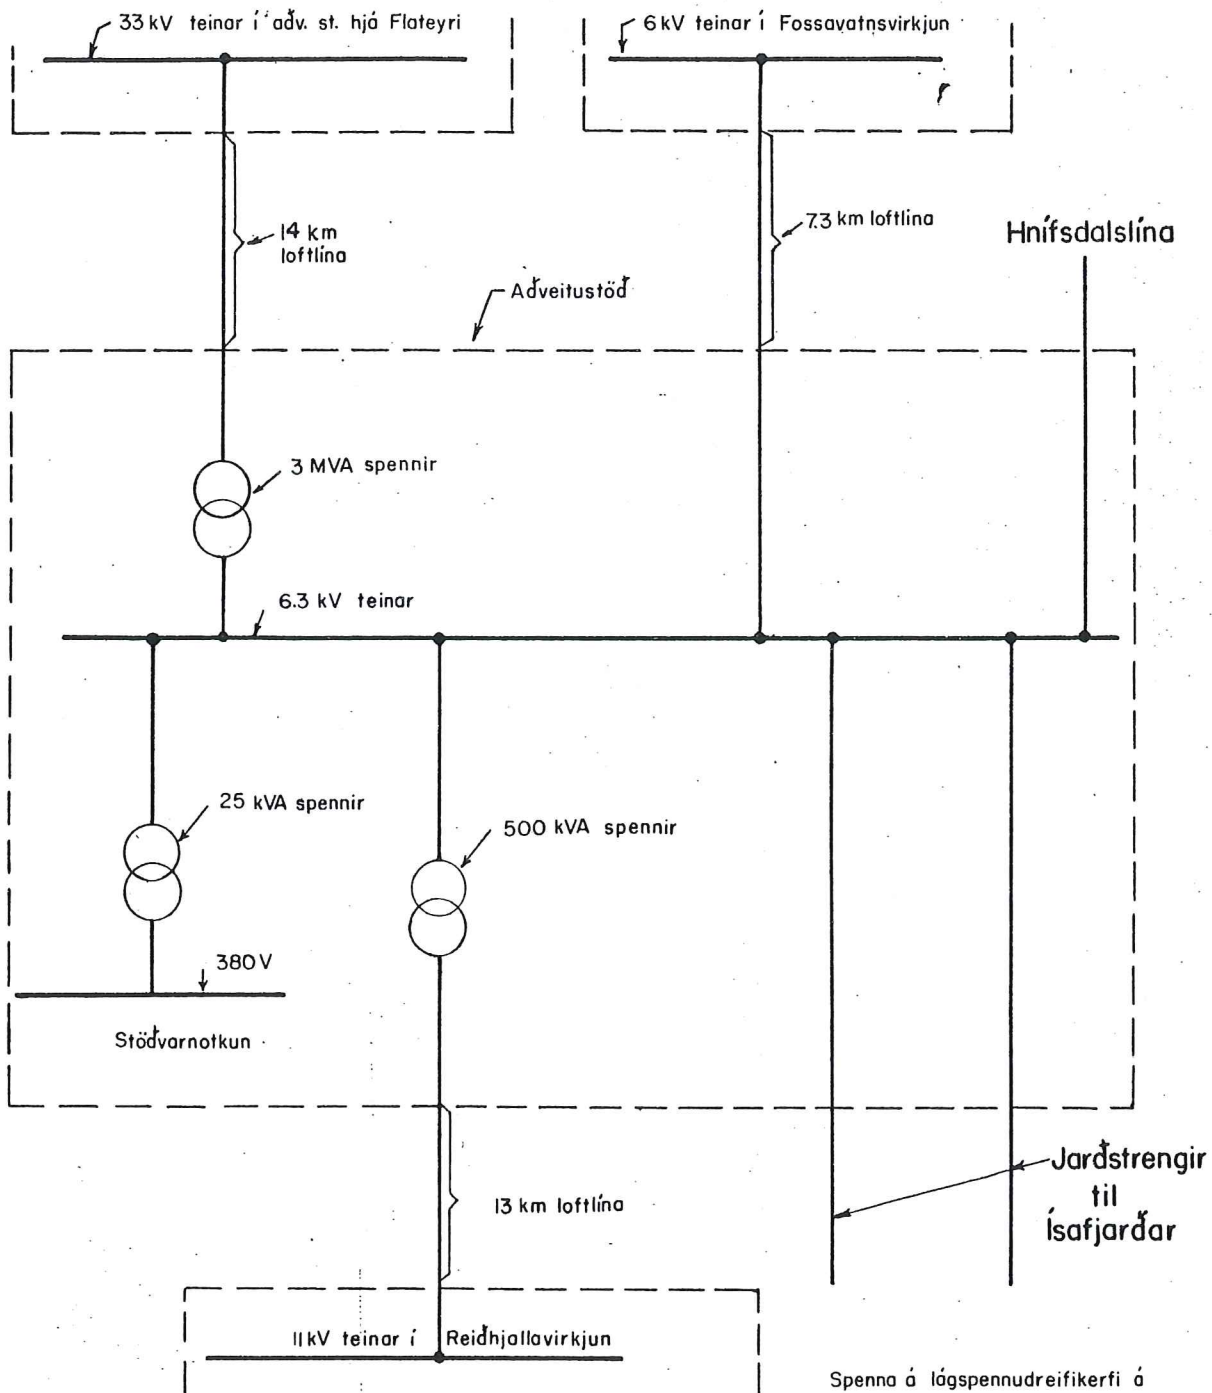 33 kV teinar í adv. st. hjá Flateyri
6 kV teinar í Fossavatnsvirkjun
14 km
loftlína
7.3 km loftlina
Hnífsdalslína
Aðveitustöð
3 MVA spennir
6.3 kV teinar
25 kVA spennir
500 kVA spennir
380 V
Stöðvarnotkun
Jarðstrengir
til
Ísafjarðar
13 km loftlína
11 kV teinar í Reiðhjallavirkjun
Spenna á lágspennudreifikerfi á